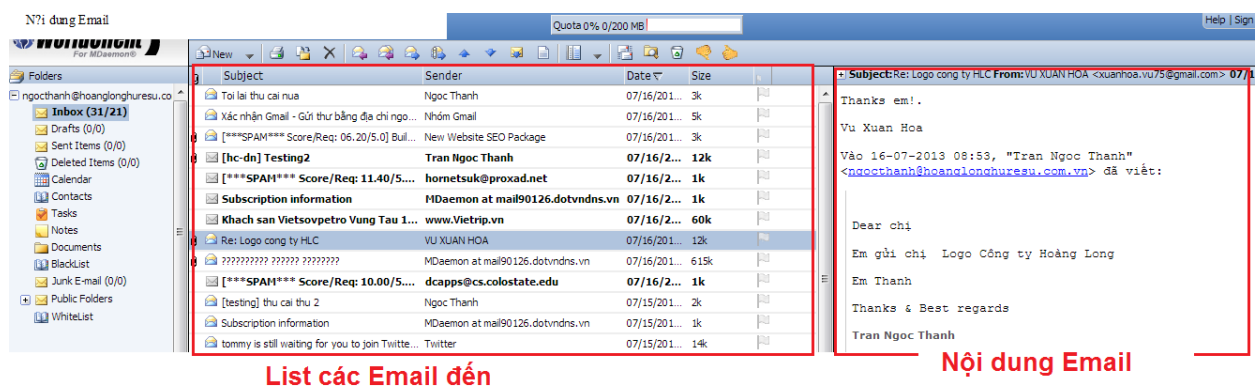 N?i dung Email
Quota 0% 0/200 MB
Help | Sign
WorldClient
For MDaemon®
New
Folders
Subject Sender Date Size
Subject:Re: Logo cong ty HLC From:VU XUAN HOA <xuanhoa.vu75@gmail.com> 07/1
ngocthanh@hoanglonghuresu.co
Inbox (31/21)
Drafts (0/0)
Sent Items (0/0)
Deleted Items (0/0)
Calendar
Contacts
Tasks
Notes
Documents
BlackList
Junk E-mail (0/0)
Public Folders
WhiteList
Toi lai thu cai nua Ngoc Thanh 07/16/201... 3k
Xác nhận Gmail - Gửi thư bằng địa chỉ ngo... Nhóm Gmail 07/16/201... 5k
[***SPAM*** Score/Req: 06.20/5.0] Buil... New Website SEO Package 07/16/201... 3k
[hc-dn] Testing2 Tran Ngoc Thanh 07/16/2... 12k
[***SPAM*** Score/Req: 11.40/5.... hornetsuk@proxad.net 07/16/2... 1k
Subscription information MDaemon at mail90126.dotvndns.vn 07/16/2... 1k
Khach san Vietsovpetro Vung Tau 1... www.Vietrip.vn 07/16/2... 60k
Re: Logo cong ty HLC VU XUAN HOA 07/16/201... 12k
?????????? ?????? ???????? MDaemon at mail90126.dotvndns.vn 07/16/201... 615k
[***SPAM*** Score/Req: 10.00/5.... dcapps@cs.colostate.edu 07/16/2... 1k
[testing] thu cai thu 2 Ngoc Thanh 07/15/201... 2k
Subscription information MDaemon at mail90126.dotvndns.vn 07/15/201... 1k
tommy is still waiting for you to join Twitte... Twitter 07/15/201... 14k
Thanks em!.
Vu Xuan Hoa
Vào 16-07-2013 08:53, "Tran Ngoc Thanh"
<ngocthanh@hoanglonghuresu.com.vn> đã viết:
Dear chị
Em gửi chị Logo Công ty Hoàng Long
Em Thanh
Thanks & Best regards
Tran Ngoc Thanh
List các Email đến
Nội dung Email